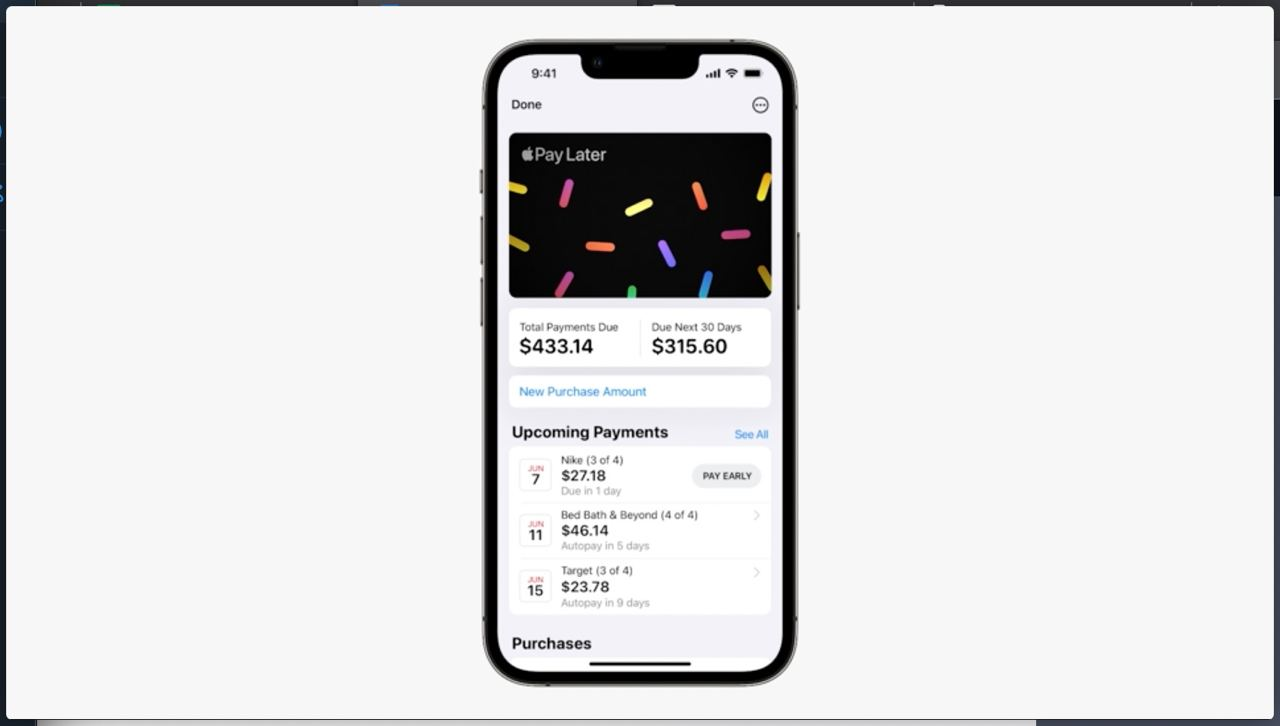 9:41
Done
Pay Later
Total Payments Due
$433.14
Due Next 30 Days
$315.60
New Purchase Amount
Upcoming Payments
See All
JUN
7
Nike (3 of 4)
$27.18
Due in 1 day
PAY EARLY
JUN
11
Bed Bath & Beyond (4 of 4)
$46.14
Autopay in 5 days
JUN
15
Target (3 of 4)
$23.78
Autopay in 9 days
Purchases